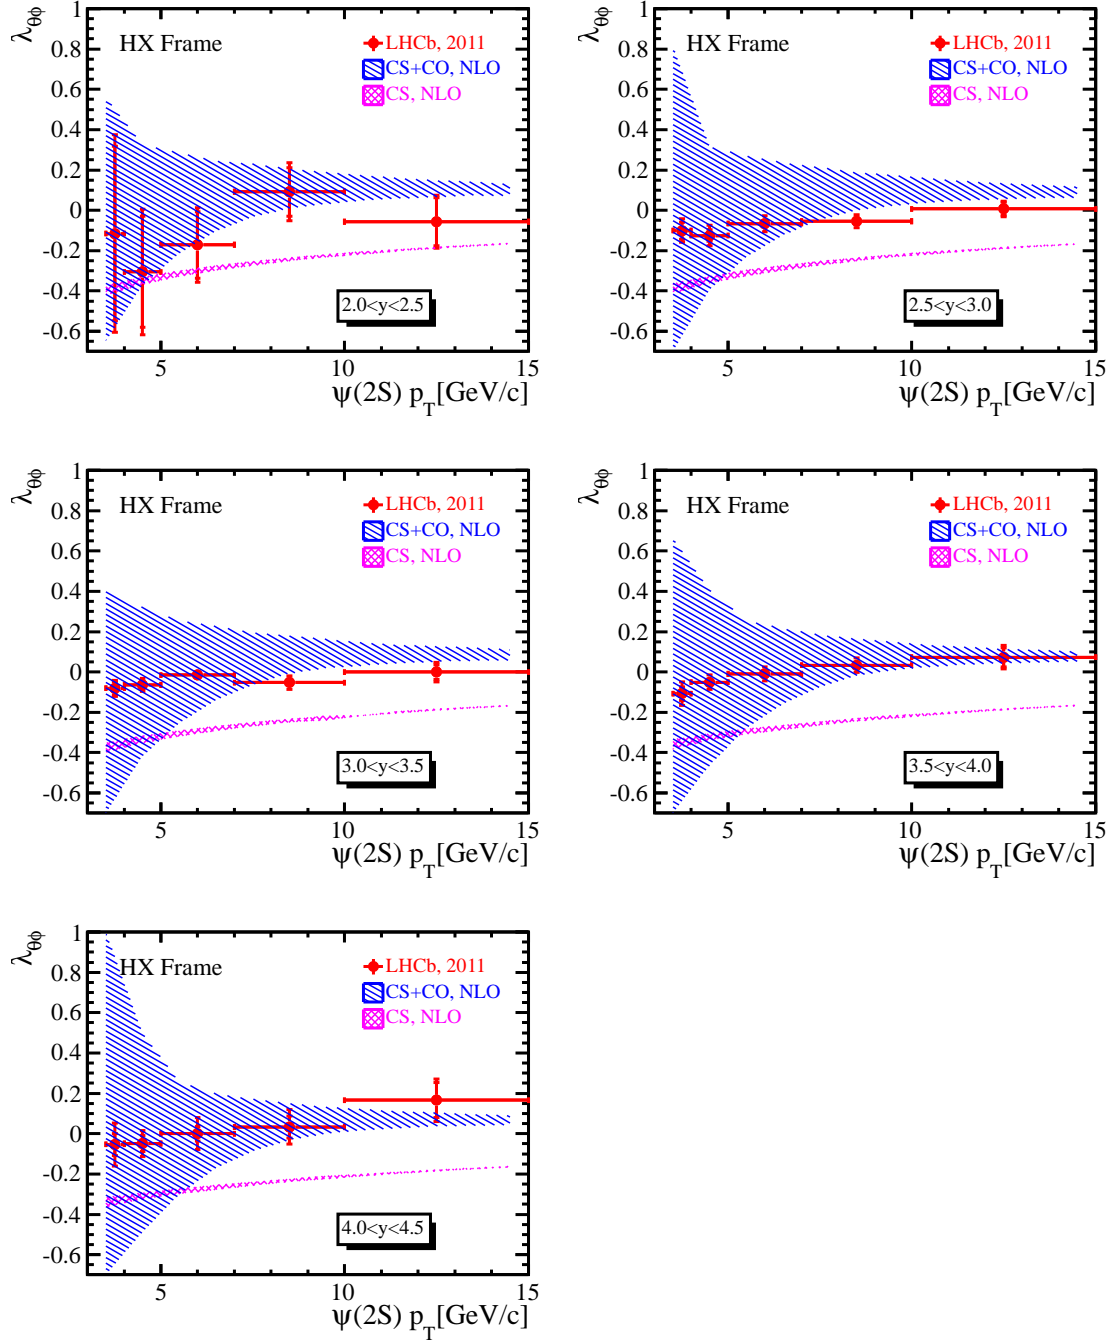 λθϕ
1
0.8
0.6
0.4
0.2
0
-0.2
-0.4
-0.6
HX Frame
LHCb, 2011
CS+CO, NLO
CS, NLO
2.0<y<2.5
5
10
15
ψ(2S) p_T[GeV/c]
λθϕ
1
0.8
0.6
0.4
0.2
0
-0.2
-0.4
-0.6
HX Frame
LHCb, 2011
CS+CO, NLO
CS, NLO
2.5<y<3.0
5
10
15
ψ(2S) p_T[GeV/c]
λθϕ
1
0.8
0.6
0.4
0.2
0
-0.2
-0.4
-0.6
HX Frame
LHCb, 2011
CS+CO, NLO
CS, NLO
3.0<y<3.5
5
10
15
ψ(2S) p_T[GeV/c]
λθϕ
1
0.8
0.6
0.4
0.2
0
-0.2
-0.4
-0.6
HX Frame
LHCb, 2011
CS+CO, NLO
CS, NLO
3.5<y<4.0
5
10
15
ψ(2S) p_T[GeV/c]
λθϕ
1
0.8
0.6
0.4
0.2
0
-0.2
-0.4
-0.6
HX Frame
LHCb, 2011
CS+CO, NLO
CS, NLO
4.0<y<4.5
5
10
15
ψ(2S) p_T[GeV/c]